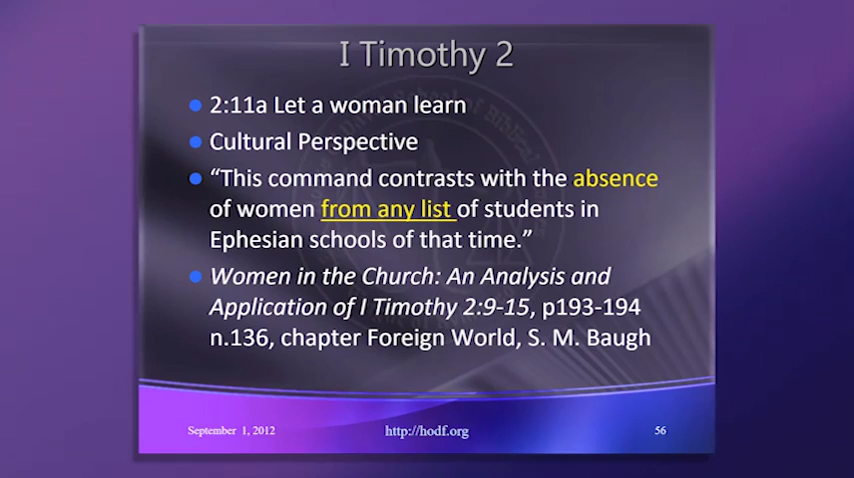 I Timothy 2
2:11a Let a woman learn
Cultural Perspective
“This command contrasts with the absence
of women from any list of students in
Ephesian schools of that time.”
Women in the Church: An Analysis and
Application of I Timothy 2:9-15, p193-194
n.136, chapter Foreign World, S. M. Baugh
September 1, 2012
http://hodf.org
56